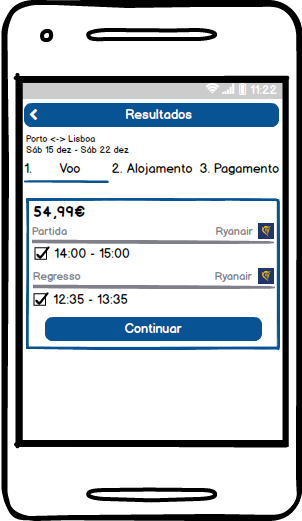 11:22
Resultados
Porto <-> Lisboa
Sáb 15 dez - Sáb 22 dez
1. Voo 2. Alojamento 3. Pagamento
54,99€
Partida Ryanair
14:00 - 15:00
Regresso Ryanair
12:35 - 13:35
Continuar